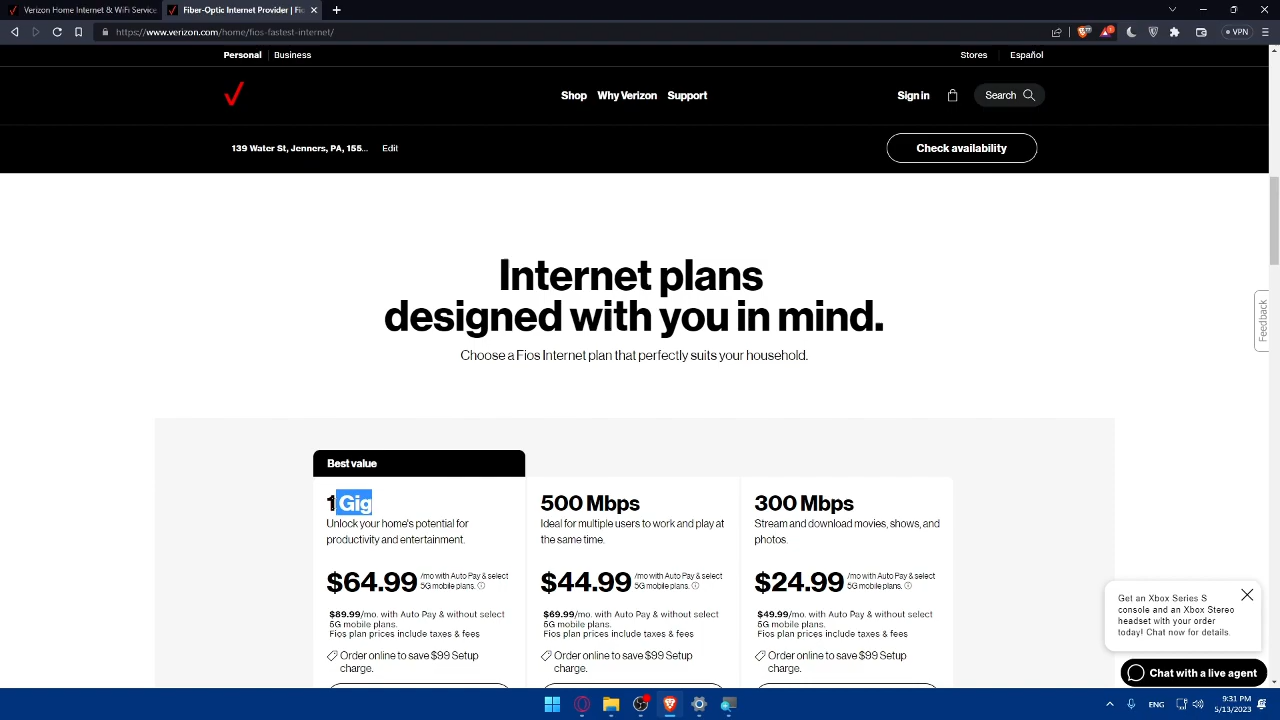 Verizon Home Internet & WiFi Service
Fiber-Optic Internet Provider | Fio
https://www.verizon.com/home/fios-fastest-internet/
VPN
Personal
Business
Stores
Español
Shop
Why Verizon
Support
Sign in
Search
139 Water St, Jenners, PA, 155...
Edit
Check availability
Internet plans
designed with you in mind.
Choose a Fios Internet plan that perfectly suits your household.
Feedback
Best value
1 Gig
Unlock your home's potential for
productivity and entertainment.
$64.99 /mo with Auto Pay & select
5G mobile plans.
$89.99/mo. with Auto Pay & without select
5G mobile plans.
Fios plan prices include taxes & fees
Order online to save $99 Setup
charge.
500 Mbps
Ideal for multiple users to work and play at
the same time.
$44.99 /mo with Auto Pay & select
5G mobile plans.
$69.99/mo. with Auto Pay & without select
5G mobile plans.
Fios plan prices include taxes & fees
Order online to save $99 Setup
charge.
300 Mbps
Stream and download movies, shows, and
photos.
$24.99 /mo with Auto Pay & select
5G mobile plans.
$49.99/mo. with Auto Pay & without select
5G mobile plans.
Fios plan prices include taxes & fees
Order online to save $99 Setup
charge.
Get an Xbox Series S
console and an Xbox Stereo
headset with your order
today! Chat now for details.
Chat with a live agent
ENG
9:31 PM
5/13/2023